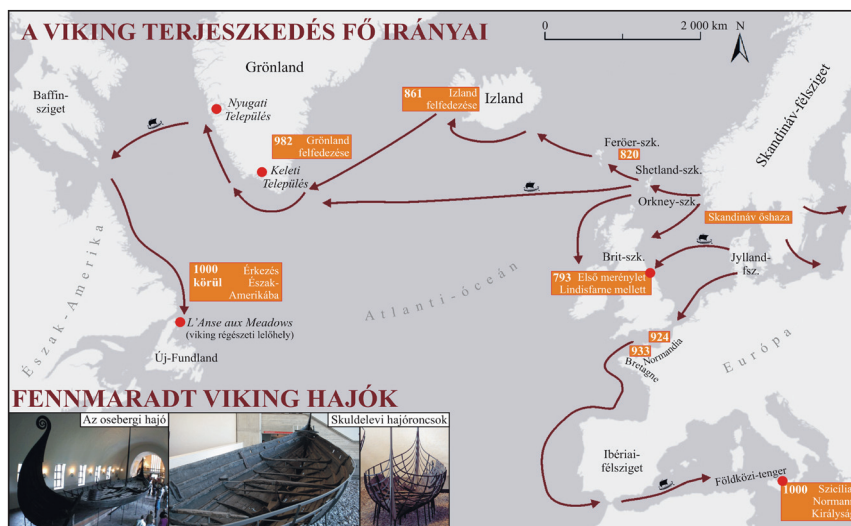 A VIKING TERJESZKEDÉS FŐ IRÁNYAI
0
2 000 km
N
Baffin-
sziget
Grönland
Nyugati
Település
982 Grönland
felfedezése
Keleti
Település
861 Izland
felfedezése
Izland
Feröer-szk.
820
Shetland-szk.
Orkney-szk.
Skandináv-félsziget
Skandináv őshaza
Brit-szk.
Jylland-
fsz.
793 Első merénylet
Lindisfarne mellett
Észak-Amerika
1000 Érkezés
körül Észak-
Amerikába
L'Anse aux Meadows
(viking régészeti lelőhely)
Új-Fundland
Atlanti-óceán
924
Normandia
933
Bretagne
Európa
Ibériai-
félsziget
Földközi-tenger
1000
Szicíliai
Normann
Királyság
FENNMARADT VIKING HAJÓK
Az osebergi hajó
Skuldelevi hajóroncsok